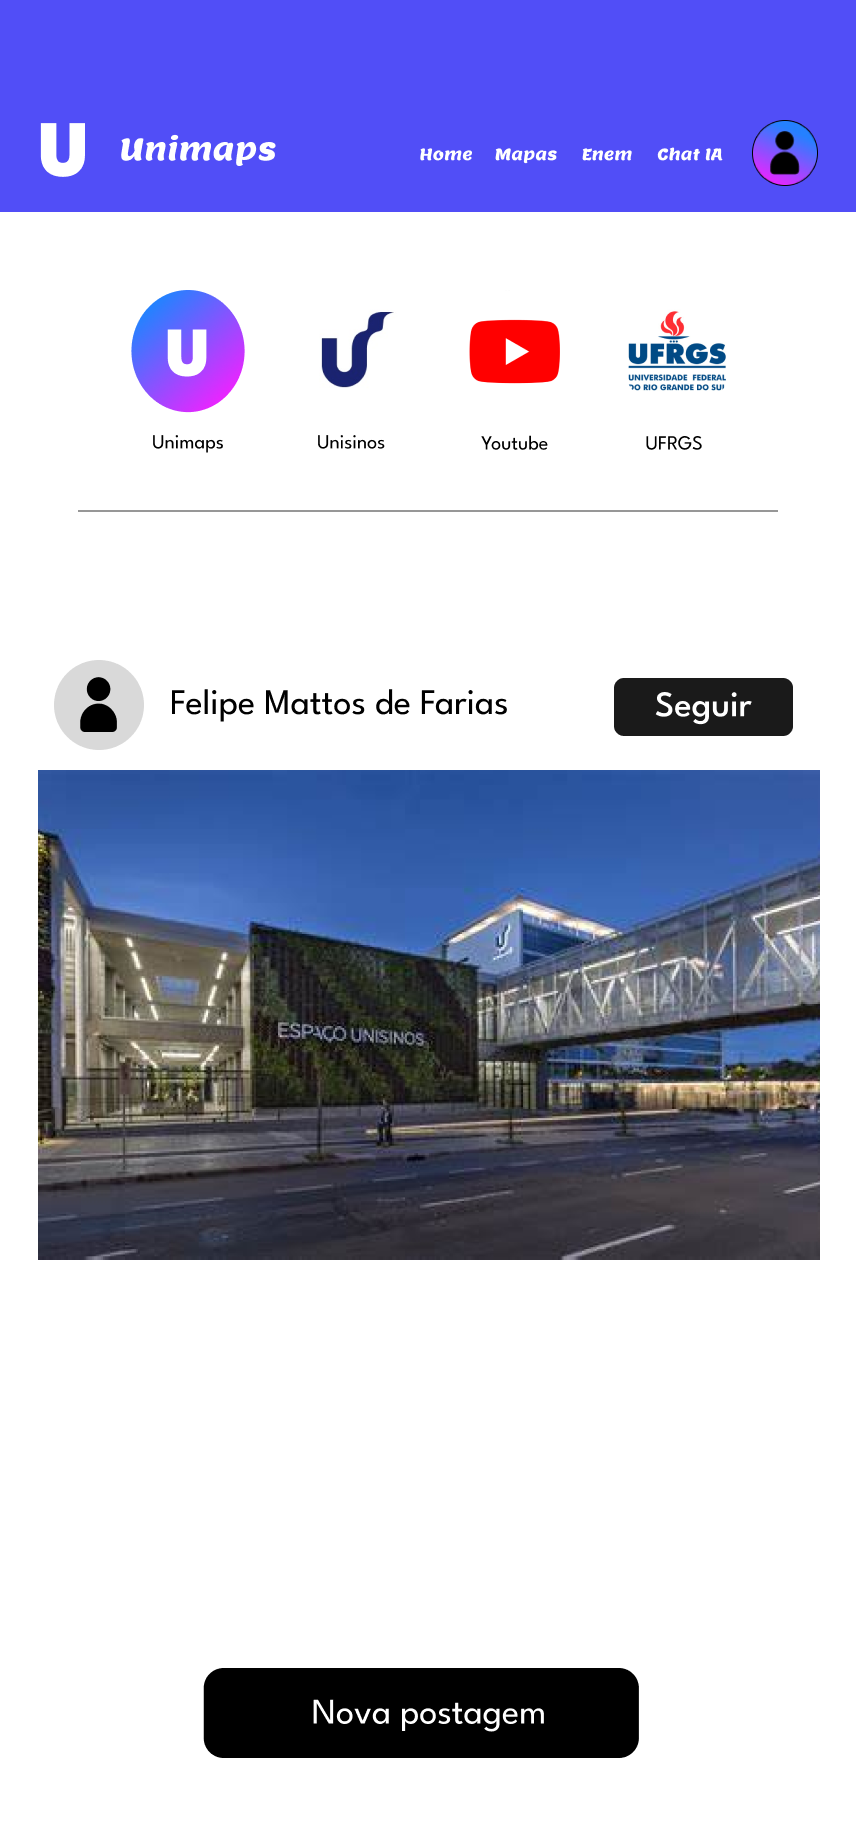 U Unimaps
Home Mapas Enem Chat IA
U
UFRGS
UNIVERSIDADE FEDERAL
DO RIO GRANDE DO SUL
Unimaps Unisinos Youtube UFRGS
Felipe Mattos de Farias Seguir
ESPAÇO UNISINOS
Nova postagem